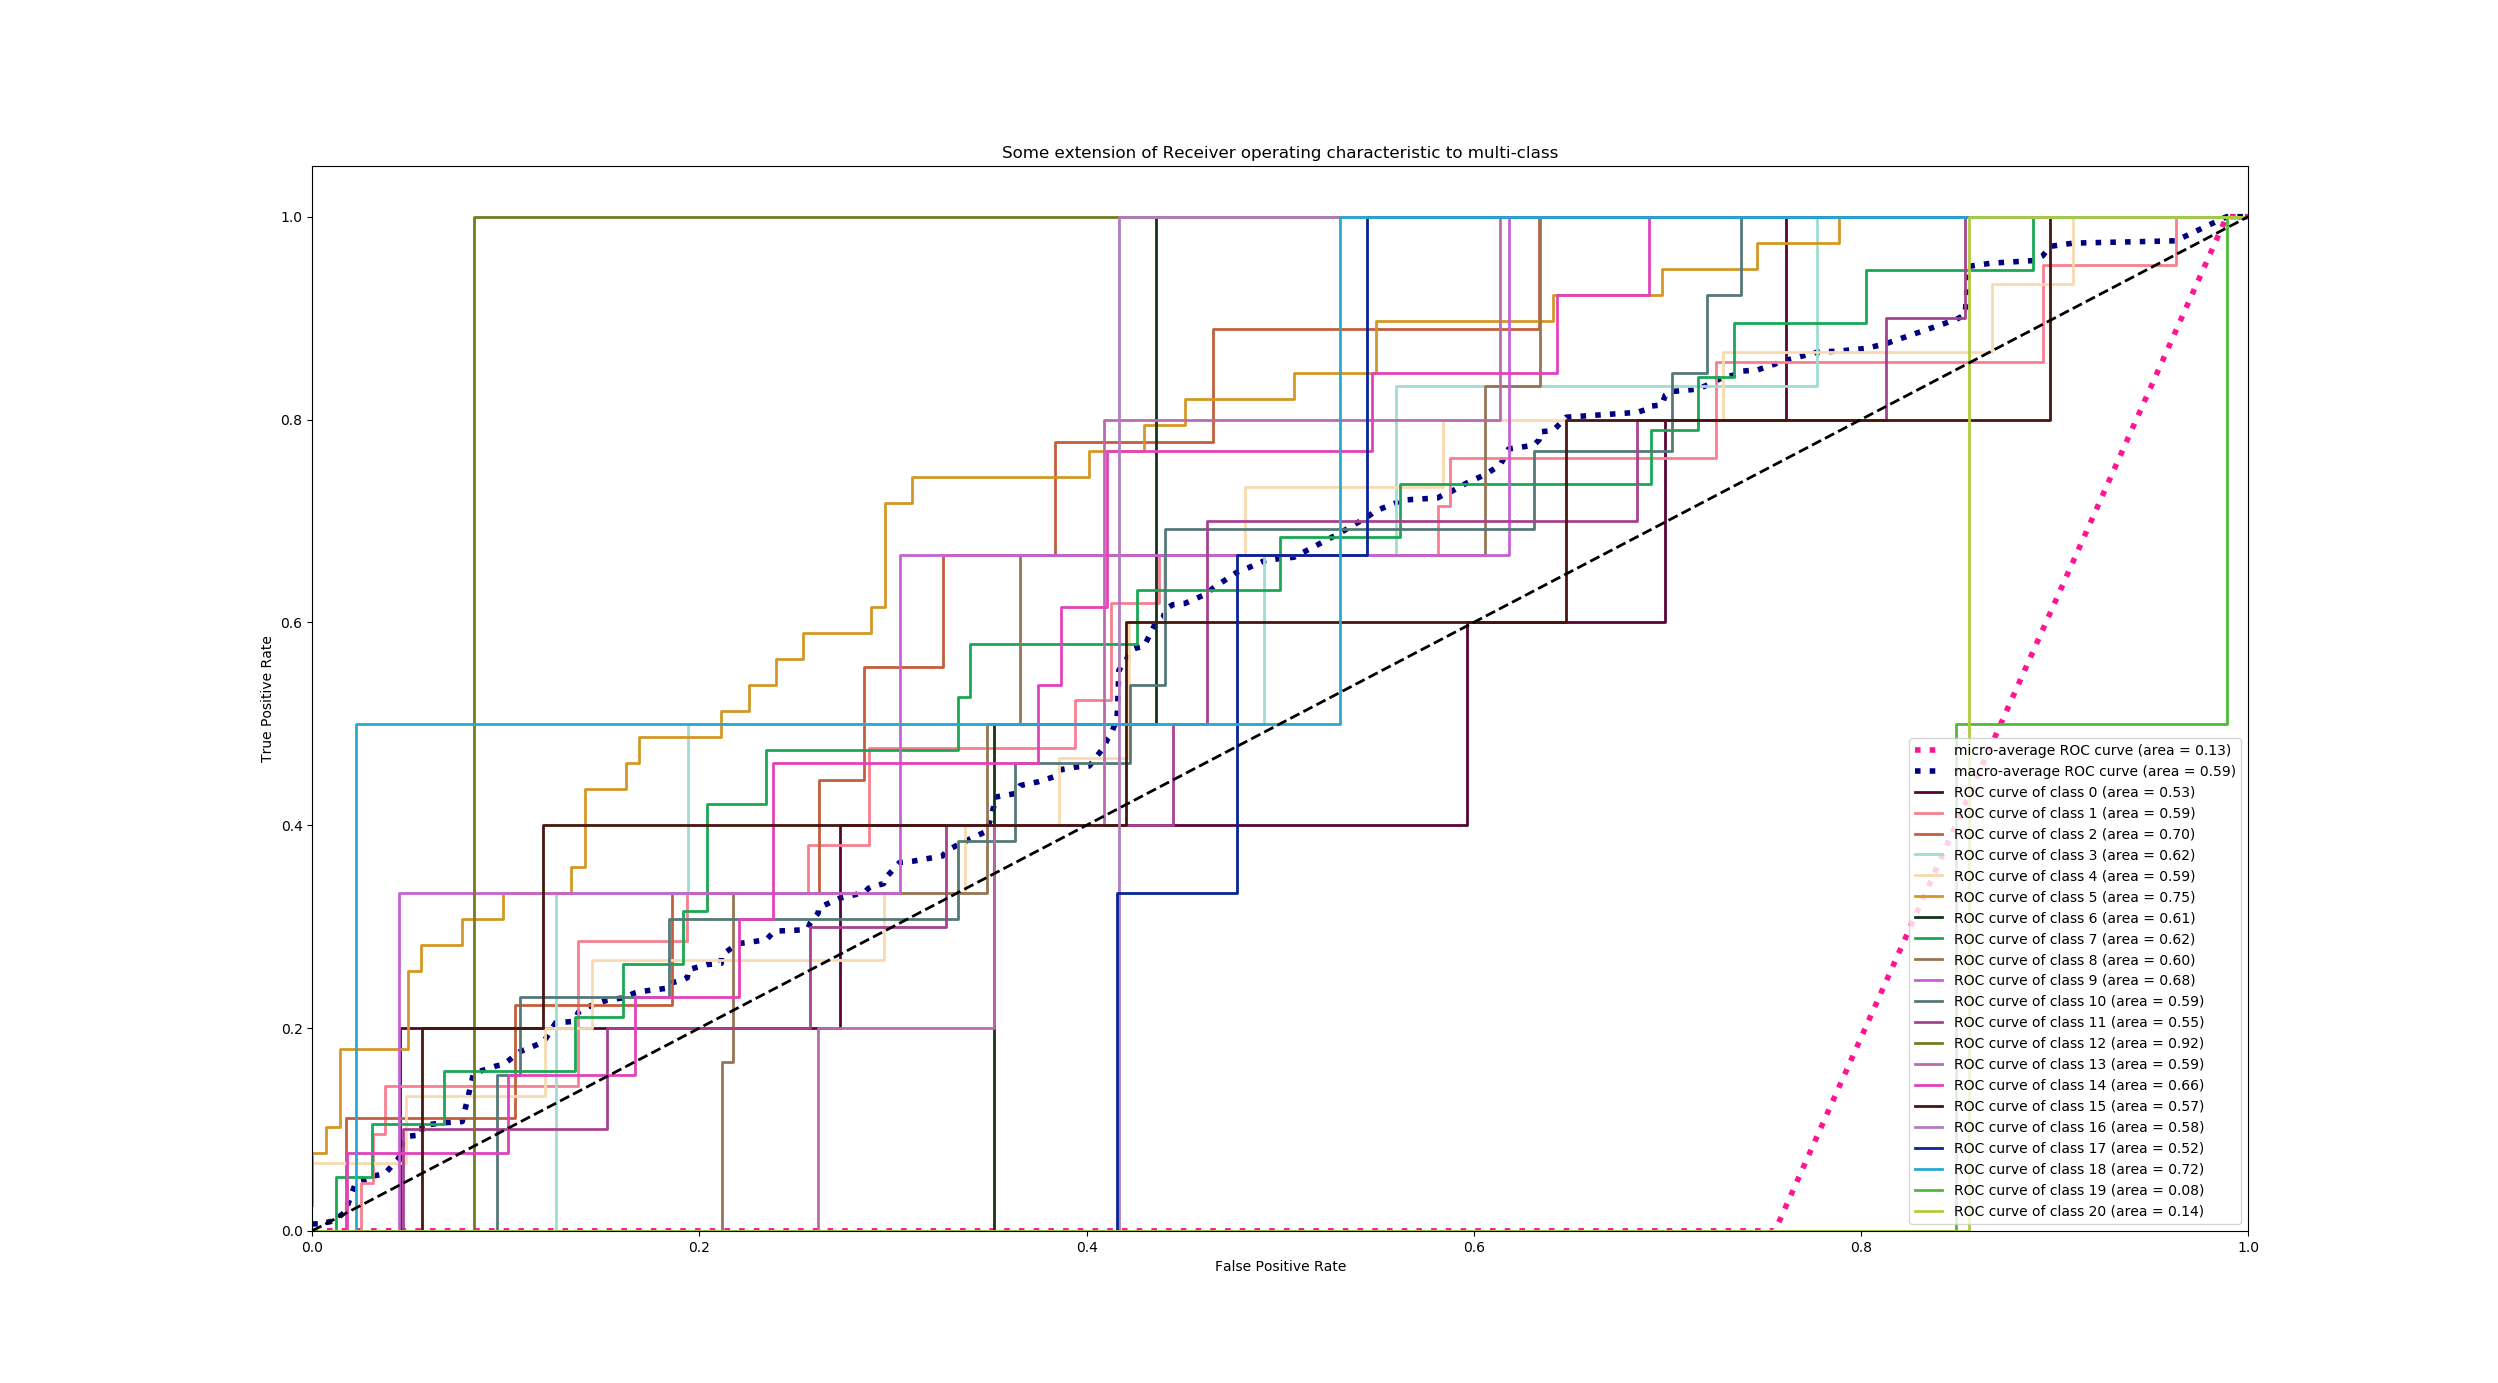 Some extension of Receiver operating characteristic to multi-class
True Positive Rate
1.0
0.8
0.6
0.4
0.2
0.0
0.0 0.2 0.4 0.6 0.8 1.0
False Positive Rate
micro-average ROC curve (area = 0.13)
macro-average ROC curve (area = 0.59)
ROC curve of class 0 (area = 0.53)
ROC curve of class 1 (area = 0.59)
ROC curve of class 2 (area = 0.70)
ROC curve of class 3 (area = 0.62)
ROC curve of class 4 (area = 0.59)
ROC curve of class 5 (area = 0.75)
ROC curve of class 6 (area = 0.61)
ROC curve of class 7 (area = 0.62)
ROC curve of class 8 (area = 0.60)
ROC curve of class 9 (area = 0.68)
ROC curve of class 10 (area = 0.59)
ROC curve of class 11 (area = 0.55)
ROC curve of class 12 (area = 0.92)
ROC curve of class 13 (area = 0.59)
ROC curve of class 14 (area = 0.66)
ROC curve of class 15 (area = 0.57)
ROC curve of class 16 (area = 0.58)
ROC curve of class 17 (area = 0.52)
ROC curve of class 18 (area = 0.72)
ROC curve of class 19 (area = 0.08)
ROC curve of class 20 (area = 0.14)